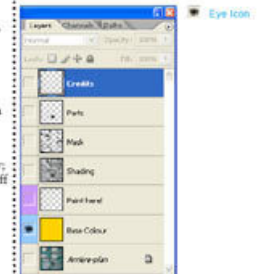 Layers Channels Paths
Eye Icon
Normal Opacity: 100%
Lock: Fill: 100%
Credits
Parts
Mask
Shading
Paint here!
Base Colour
Arrière-plan